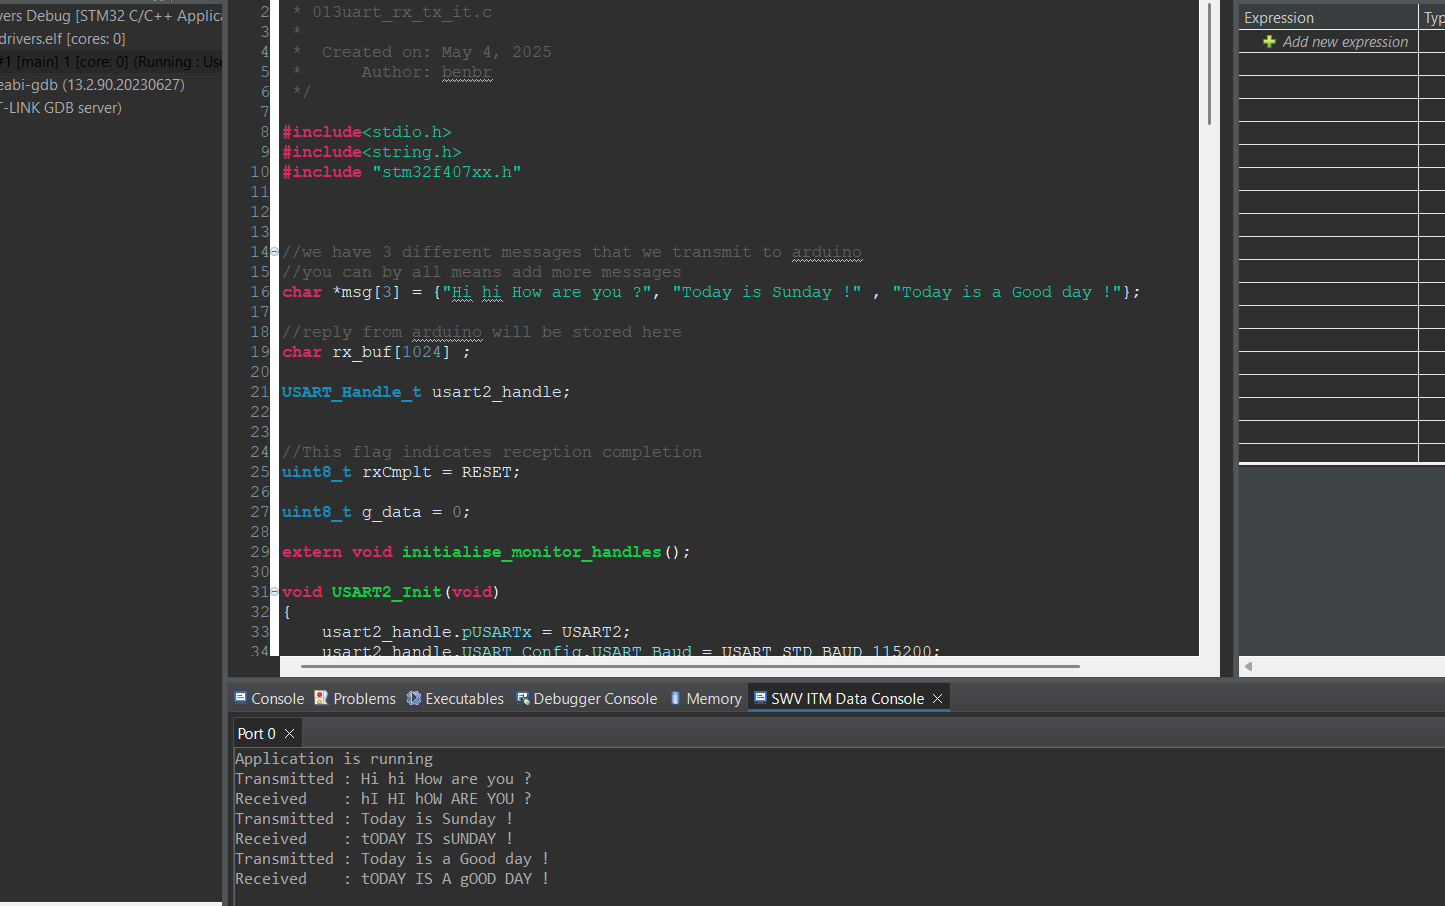 vers Debug [STM32 C/C++ Applica
drivers.elf [cores: 0]
#1 [main] 1 [core: 0] (Running : Use
eabi-gdb (13.2.90.20230627)
T-LINK GDB server)
2 * 013uart_rx_tx_it.c
3 *
4 * Created on: May 4, 2025
5 * Author: benbr
6 */
7
8 #include<stdio.h>
9 #include<string.h>
10 #include "stm32f407xx.h"
11
12
13
14 //we have 3 different messages that we transmit to arduino
15 //you can by all means add more messages
16 char *msg[3] = {"Hi hi How are you ?", "Today is Sunday !" , "Today is a Good day !"};
17
18 //reply from arduino will be stored here
19 char rx_buf[1024] ;
20
21 USART_Handle_t usart2_handle;
22
23
24 //This flag indicates reception completion
25 uint8_t rxCmplt = RESET;
26
27 uint8_t g_data = 0;
28
29 extern void initialise_monitor_handles();
30
31 void USART2_Init(void)
32 {
33 usart2_handle.pUSARTx = USART2;
34 usart2_handle.USART_Config.USART_Baud = USART_STD_BAUD_115200;
Expression Typ
Add new expression
Console Problems Executables Debugger Console Memory SWV ITM Data Console
Port 0
Application is running
Transmitted : Hi hi How are you ?
Received : hI HI hOW ARE YOU ?
Transmitted : Today is Sunday !
Received : tODAY IS sUNDAY !
Transmitted : Today is a Good day !
Received : tODAY IS A gOOD DAY !